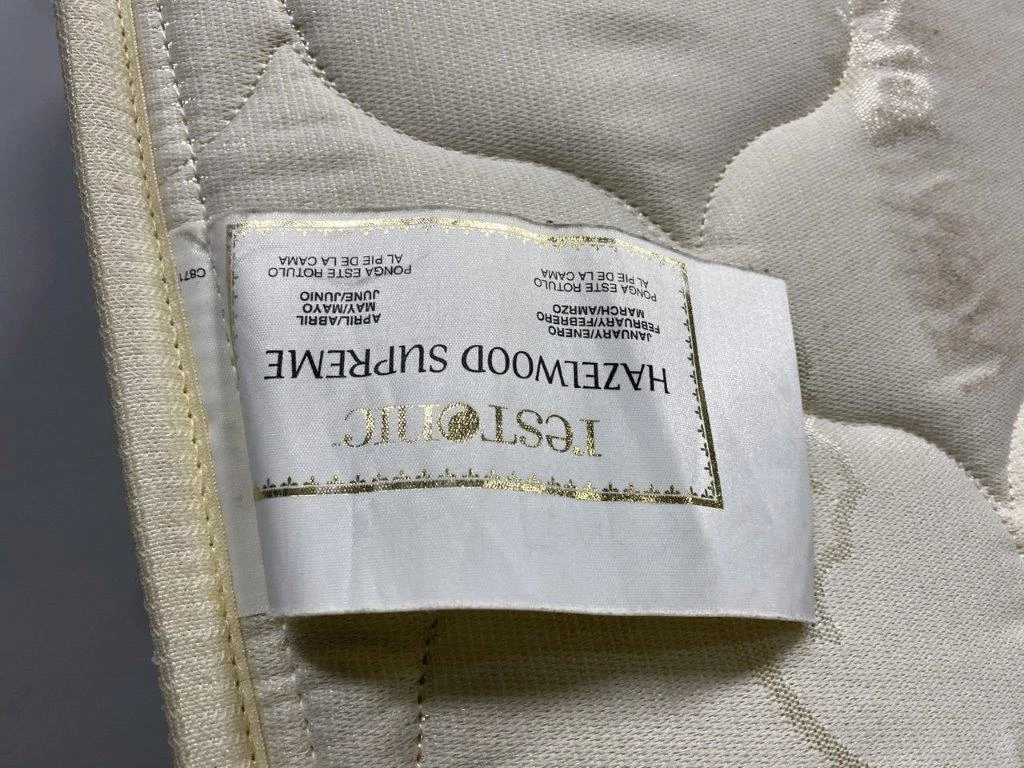 resTonic
HAZELWOOD SUPREME
JANUARY/ENERO
FEBRUARY/FEBRERO
MARCH/AMRZO
PONGA ESTE ROTULO
AL PIE DE LA CAMA
APRIL/ABRIL
MAY/MAYO
JUNE/JUNIO
PONGA ESTE ROTULO
AL PIE DE LA CAMA